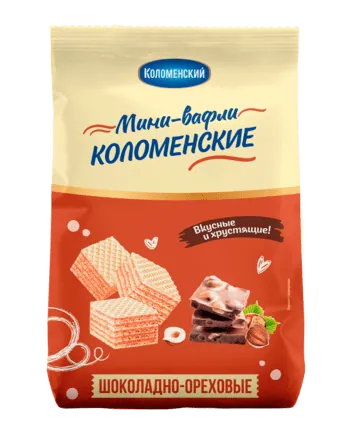 Коломенский
Мини-вафли
КОЛОМЕНСКИЕ
Вкусные
и хрустящие!
ШОКОЛАДНО-ОРЕХОВЫЕ